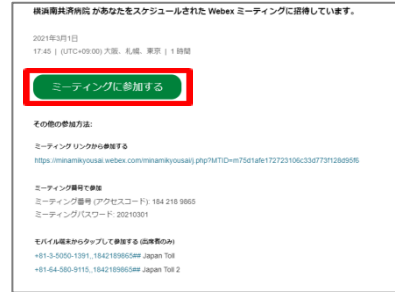 横浜南共済病院 があなたをスケジュールされた Webex ミーティングに招待しています。
2021年3月1日
17:45 | (UTC+09:00) 大阪、札幌、東京 | 1 時間
ミーティングに参加する
その他の参加方法:
ミーティング リンクから参加する
https://minamikyousai.webex.com/minamikyousai/j.php?MTID=m75d1afe172723106c33d773f128d95f6
ミーティング番号で参加
ミーティング番号 (アクセスコード): 184 218 9865
ミーティングパスワード: 20210301
モバイル端末からタップして参加する (出席者のみ)
+81-3-5050-1391,,1842189865## Japan Toll
+81-64-580-9115,,1842189865## Japan Toll 2